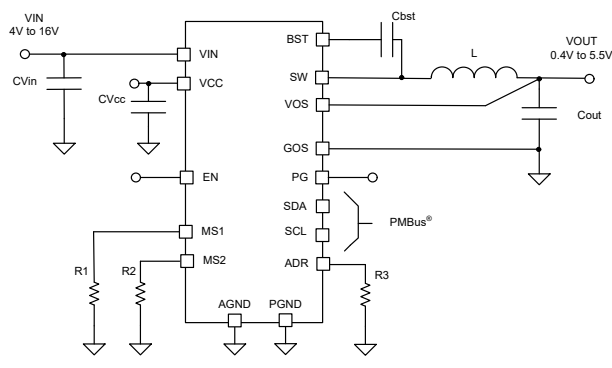 VIN
4V to 16V
Cbst
BST
L
VOUT
0.4V to 5.5V
VIN
SW
CVin
VCC
VOS
CVcc
Cout
GOS
EN
PG
SDA
PMBus®
SCL
MS1
MS2
ADR
R1
R2
R3
AGND
PGND